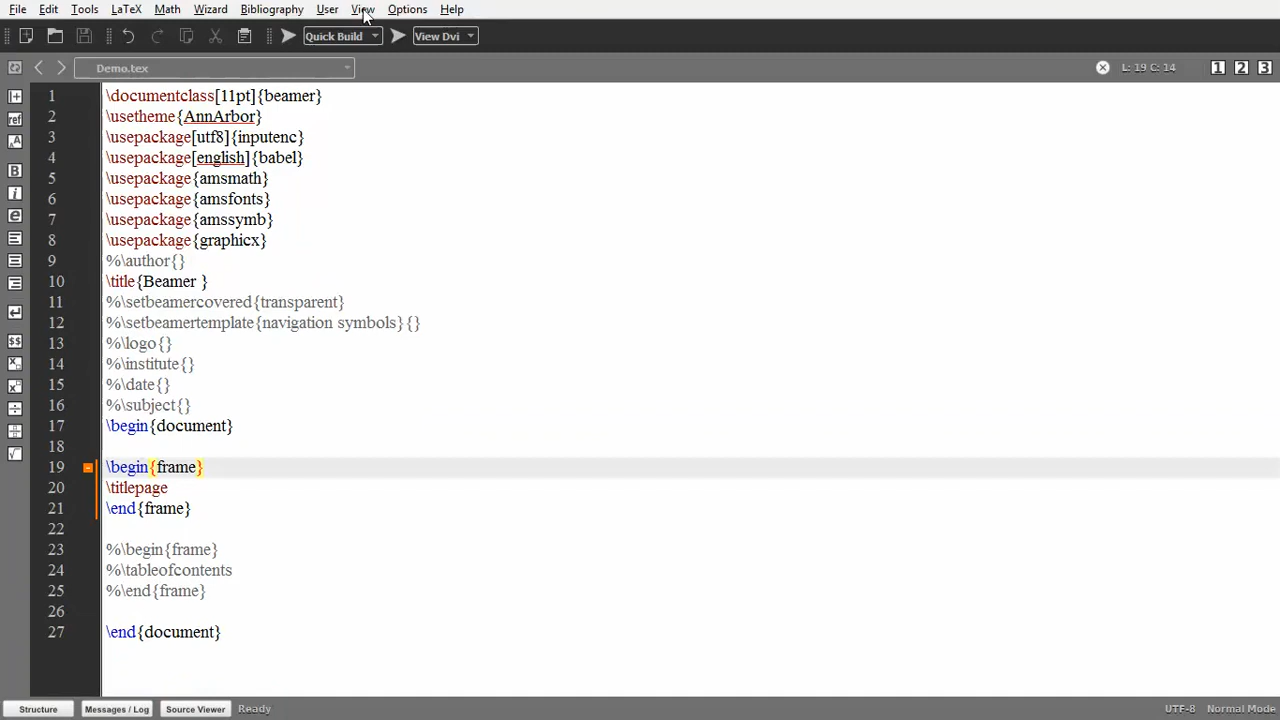 File Edit Tools LaTeX Math Wizard Bibliography User View Options Help
Quick Build View Dvi
Demo.tex L: 19 C: 14 1 2 3
1 \documentclass[11pt]{beamer}
2 \usetheme{AnnArbor}
3 \usepackage[utf8]{inputenc}
4 \usepackage[english]{babel}
5 \usepackage{amsmath}
6 \usepackage{amsfonts}
7 \usepackage{amssymb}
8 \usepackage{graphicx}
9 %\author{}
10 \title{Beamer }
11 %\setbeamercovered{transparent}
12 %\setbeamertemplate{navigation symbols}{}
13 %\logo{}
14 %\institute{}
15 %\date{}
16 %\subject{}
17 \begin{document}
18
19 \begin{frame}
20 \titlepage
21 \end{frame}
22
23 %\begin{frame}
24 %\tableofcontents
25 %\end{frame}
26
27 \end{document}
Structure Messages / Log Source Viewer Ready UTF-8 Normal Mode